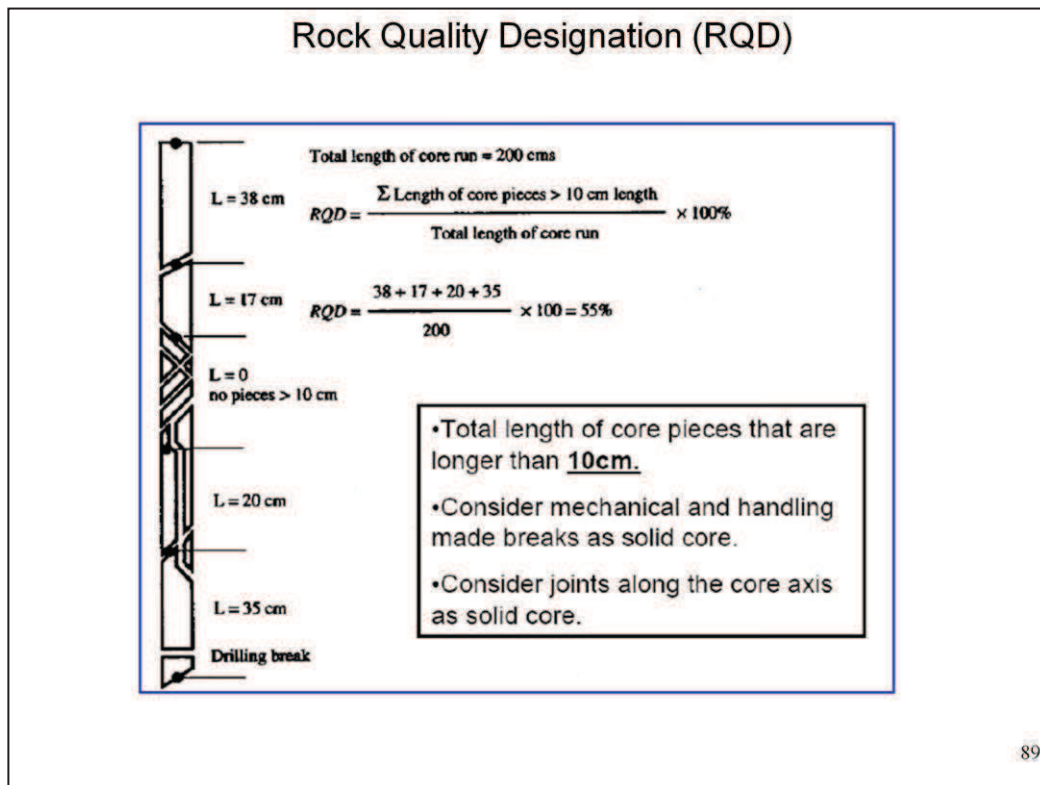 Rock Quality Designation (RQD)
Total length of core run = 200 cms
L = 38 cm
RQD = Σ Length of core pieces > 10 cm length / Total length of core run × 100%
L = 17 cm
RQD = 38 + 17 + 20 + 35 / 200 × 100 = 55%
L = 0
no pieces > 10 cm
•Total length of core pieces that are
longer than 10cm.
•Consider mechanical and handling
made breaks as solid core.
•Consider joints along the core axis
as solid core.
L = 20 cm
L = 35 cm
Drilling break
89